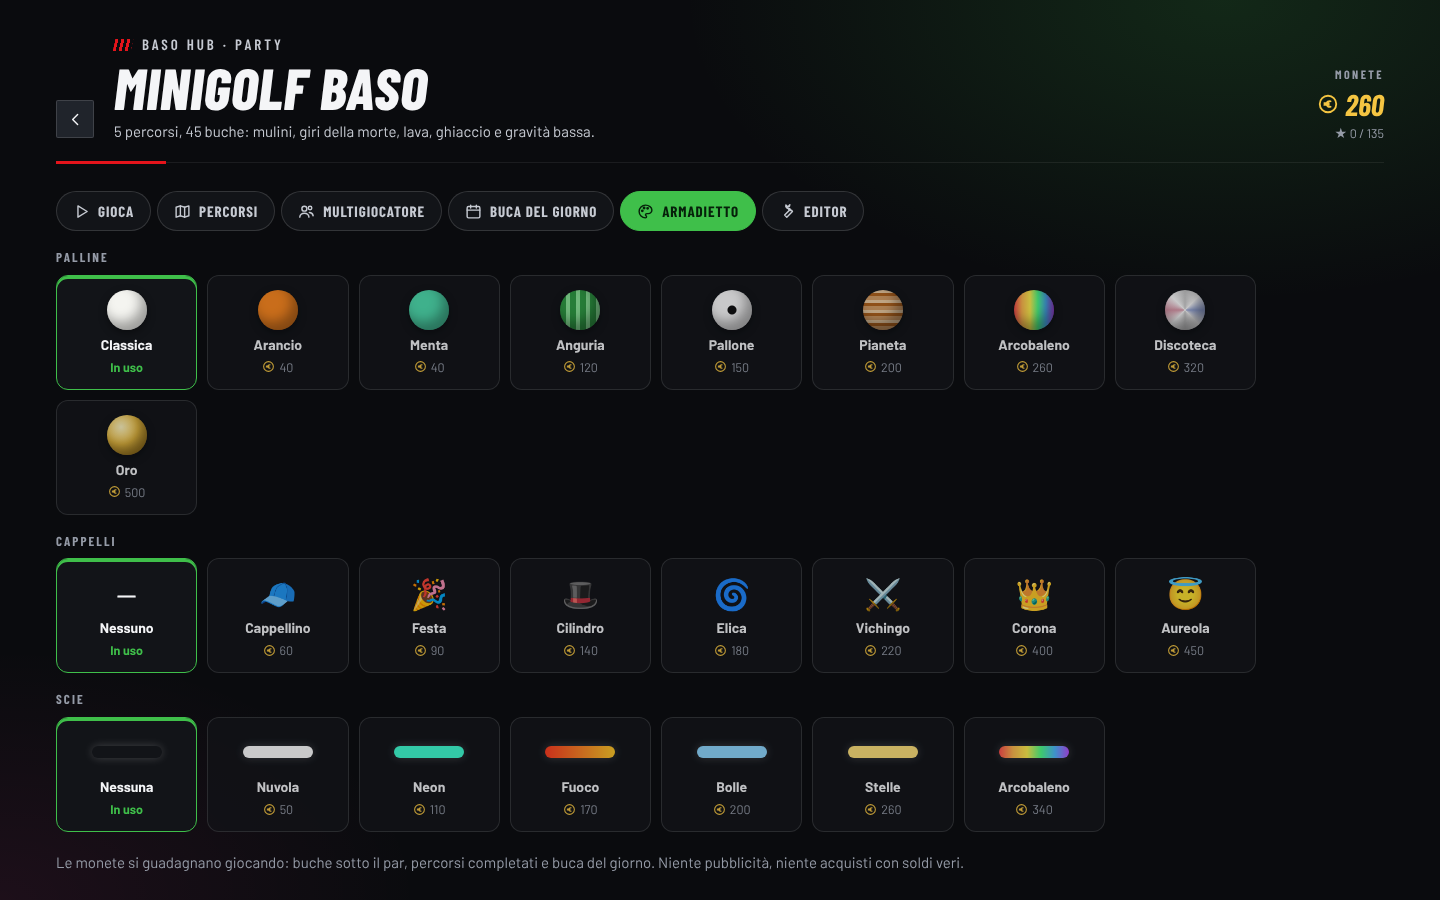 BASO HUB · PARTY
MINIGOLF BASO
5 percorsi, 45 buche: mulini, giri della morte, lava, ghiaccio e gravità bassa.
MONETE
260
★ 0 / 135
GIOCA
PERCORSI
MULTIGIOCATORE
BUCA DEL GIORNO
ARMADIETTO
EDITOR
PALLINE
Classica
In uso
Arancio
40
Menta
40
Anguria
120
Pallone
150
Pianeta
200
Arcobaleno
260
Discoteca
320
Oro
500
CAPPELLI
—
Nessuno
In uso
Cappellino
60
Festa
90
Cilindro
140
Elica
180
Vichingo
220
Corona
400
Aureola
450
SCIE
Nessuna
In uso
Nuvola
50
Neon
110
Fuoco
170
Bolle
200
Stelle
260
Arcobaleno
340
Le monete si guadagnano giocando: buche sotto il par, percorsi completati e buca del giorno. Niente pubblicità, niente acquisti con soldi veri.